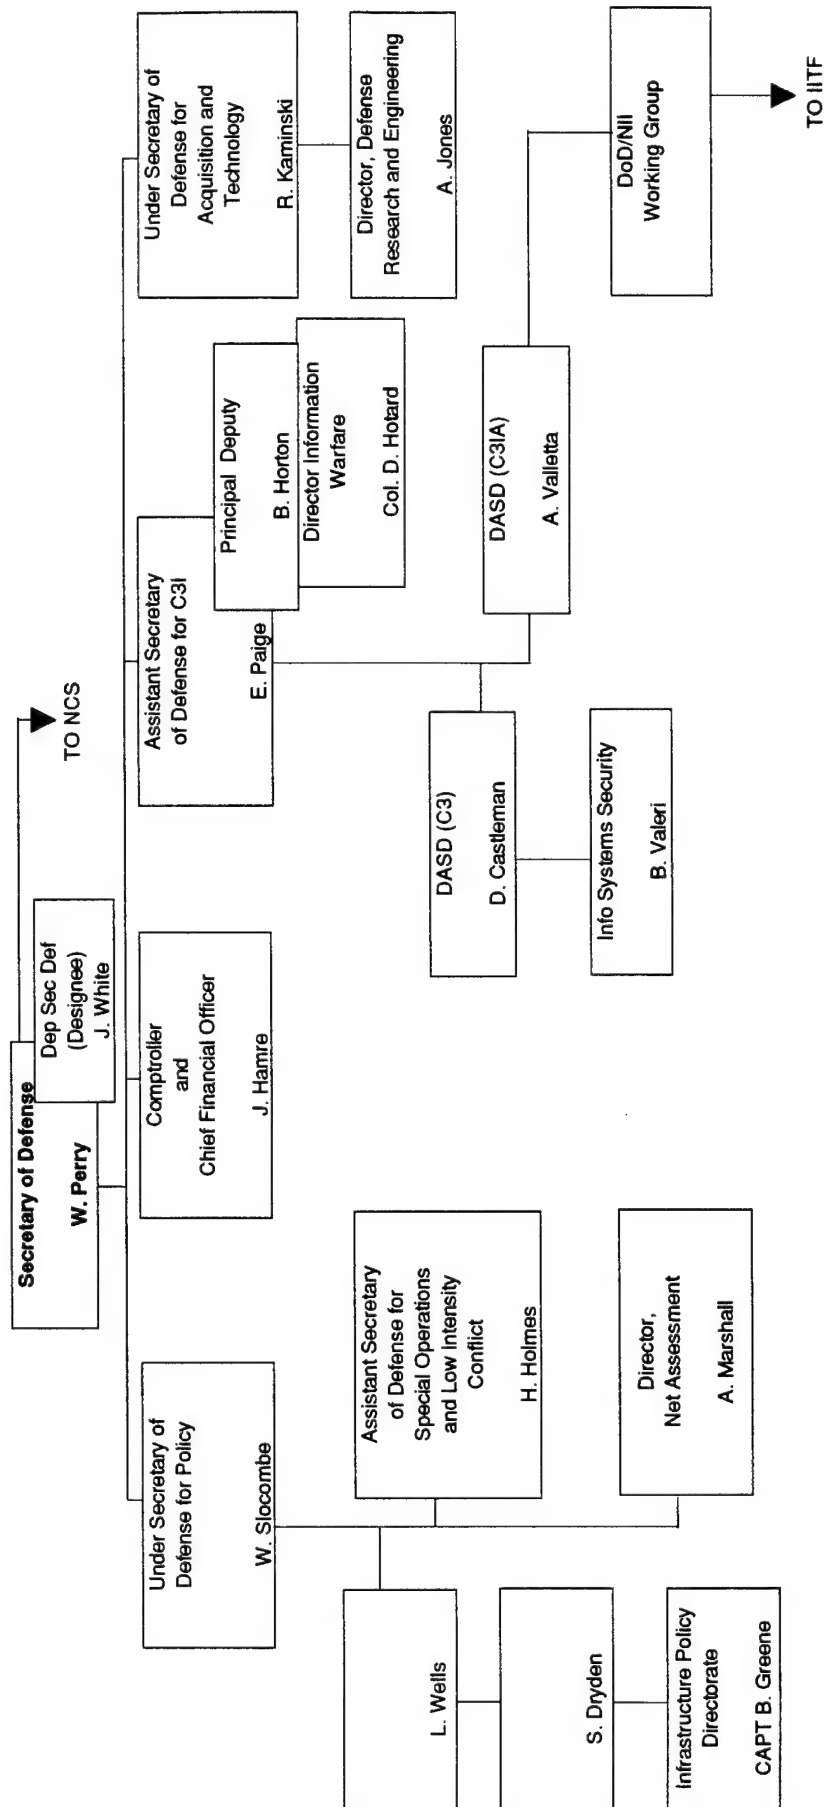 Secretary of Defense
W. Perry
Dep Sec Def
(Designee)
J. White
TO NCS
Under Secretary of
Defense for Policy
W. Slocombe
Comptroller
and
Chief Financial Officer
J. Hamre
Assistant Secretary
of Defense for C3I
E. Paige
Principal Deputy
B. Horton
Director Information
Warfare
Col. D. Hotard
Under Secretary of
Defense for
Acquisition and
Technology
R. Kaminski
Director, Defense
Research and Engineering
A. Jones
L. Wells
S. Dryden
Infrastructure Policy
Directorate
CAPT B. Greene
Assistant Secretary
of Defense for
Special Operations
and Low Intensity
Conflict
H. Holmes
Director,
Net Assessment
A. Marshall
DASD (C3)
D. Castleman
Info Systems Security
B. Valeri
DASD (C3IA)
A. Valletta
DoD/NII
Working Group
TO IITF